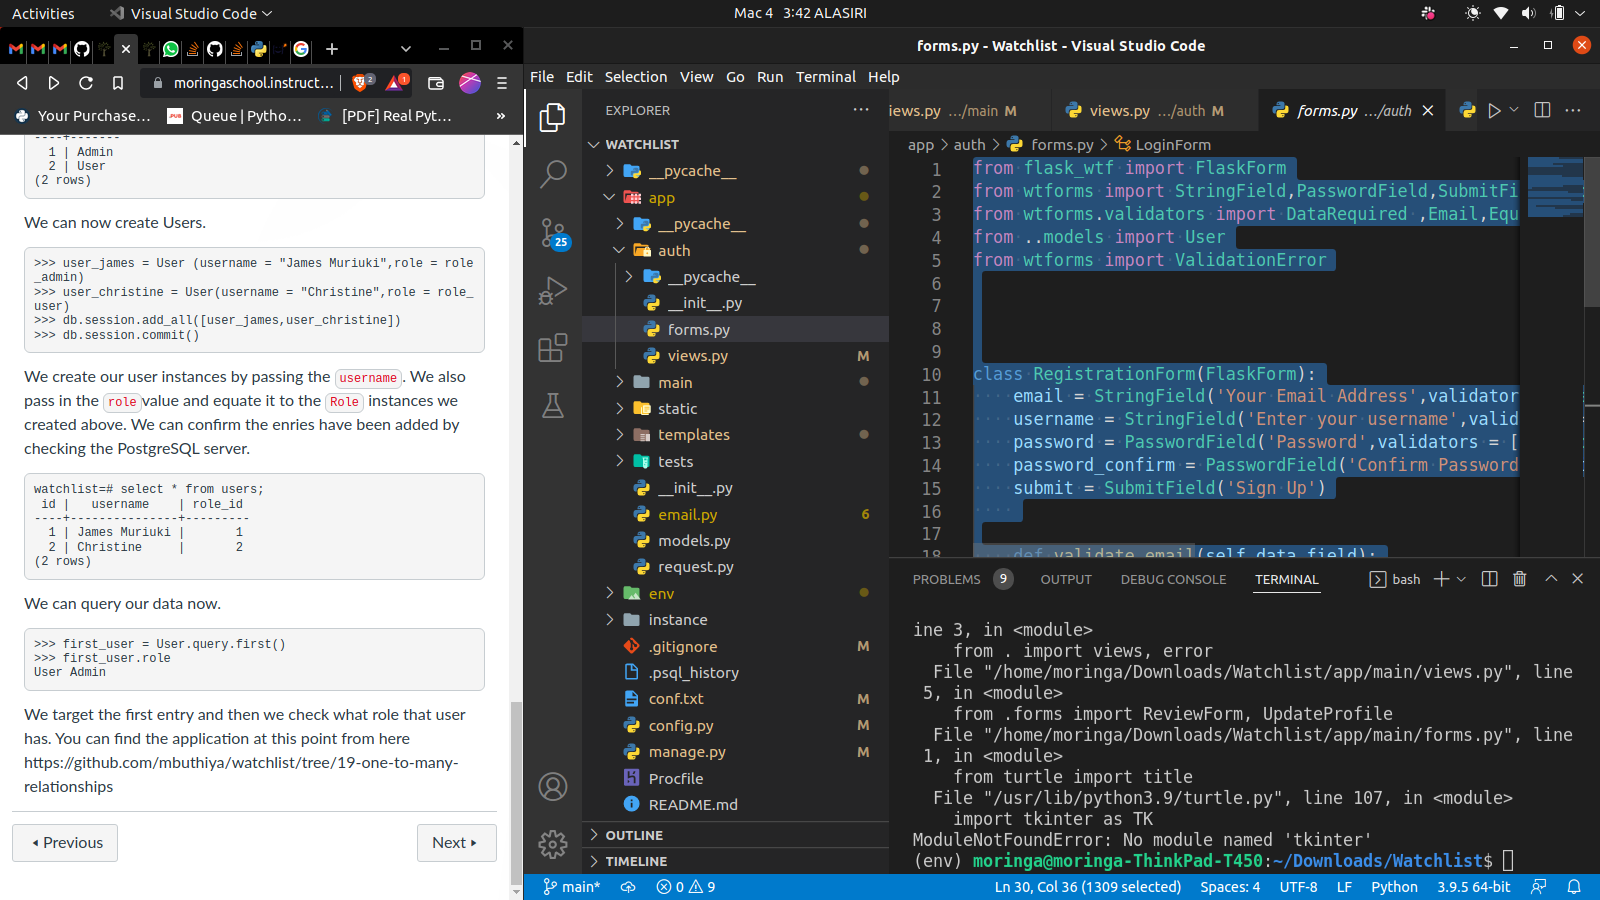 Activities
Visual Studio Code
Mac 4 3:42 ALASIRI
moringaschool.instruct...
2
1
Your Purchase...
Queue | Pytho...
[PDF] Real Pyt...
»
----+-------
1 | Admin
2 | User
(2 rows)
We can now create Users.
>>> user_james = User (username = "James Muriuki",role = role
_admin)
>>> user_christine = User(username = "Christine",role = role_
user)
>>> db.session.add_all([user_james,user_christine])
>>> db.session.commit()
We create our user instances by passing the username. We also
pass in the role value and equate it to the Role instances we
created above. We can confirm the enries have been added by
checking the PostgreSQL server.
watchlist=# select * from users;
id | username | role_id
----+---------------+---------
1 | James Muriuki | 1
2 | Christine | 2
(2 rows)
We can query our data now.
>>> first_user = User.query.first()
>>> first_user.role
User Admin
We target the first entry and then we check what role that user
has. You can find the application at this point from here
https://github.com/mbuthiya/watchlist/tree/19-one-to-many-
relationships
Previous
Next
forms.py - Watchlist - Visual Studio Code
File Edit Selection View Go Run Terminal Help
25
EXPLORER
WATCHLIST
__pycache__
app
__pycache__
auth
__pycache__
__init__.py
forms.py
views.py M
main
static
templates
tests
__init__.py
email.py 6
models.py
request.py
env
instance
.gitignore M
.psql_history
conf.txt M
config.py M
manage.py M
Procfile
README.md
OUTLINE
TIMELINE
iews.py .../main M
views.py .../auth M
forms.py .../auth
app > auth > forms.py > LoginForm
1 from flask_wtf import FlaskForm
2 from wtforms import StringField,PasswordField,SubmitFi
3 from wtforms.validators import DataRequired ,Email,Equ
4 from ..models import User
5 from wtforms import ValidationError
6
7
8
9
10 class RegistrationForm(FlaskForm):
11 email = StringField('Your Email Address',validator
12 username = StringField('Enter your username',valid
13 password = PasswordField('Password',validators = [
14 password_confirm = PasswordField('Confirm Password
15 submit = SubmitField('Sign Up')
16
17
18 def validate_email(self,data_field):
PROBLEMS 9
OUTPUT
DEBUG CONSOLE
TERMINAL
bash
ine 3, in <module>
from . import views, error
File "/home/moringa/Downloads/Watchlist/app/main/views.py", line
5, in <module>
from .forms import ReviewForm, UpdateProfile
File "/home/moringa/Downloads/Watchlist/app/main/forms.py", line
1, in <module>
from turtle import title
File "/usr/lib/python3.9/turtle.py", line 107, in <module>
import tkinter as TK
ModuleNotFoundError: No module named 'tkinter'
(env) moringa@moringa-ThinkPad-T450:~/Downloads/Watchlist$
main*
0
9
Ln 30, Col 36 (1309 selected)
Spaces: 4
UTF-8
LF
Python
3.9.5 64-bit